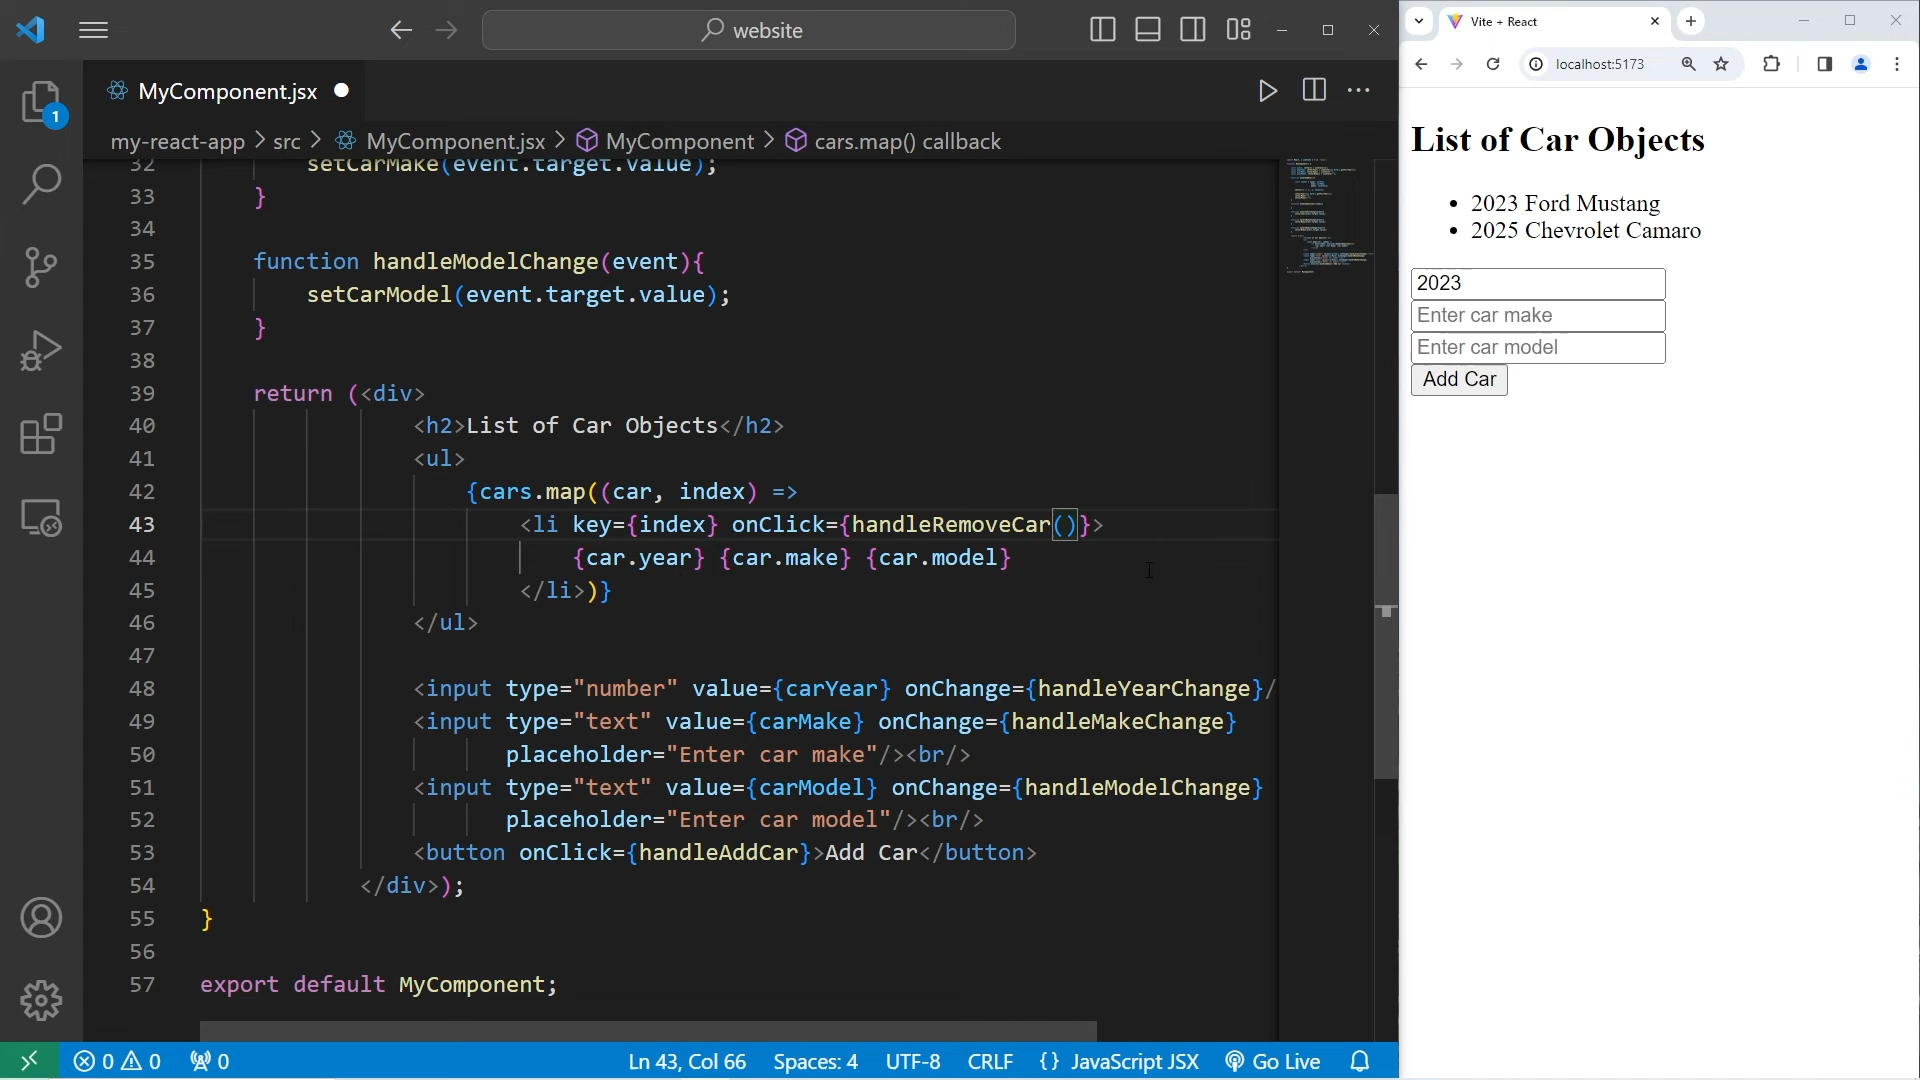 website
MyComponent.jsx
my-react-app > src > MyComponent.jsx > MyComponent > cars.map() callback
1
32 setCarMake(event.target.value);
33 }
34
35 function handleModelChange(event){
36 setCarModel(event.target.value);
37 }
38
39 return (<div>
40 <h2>List of Car Objects</h2>
41 <ul>
42 {cars.map((car, index) =>
43 <li key={index} onClick={handleRemoveCar()}>
44 {car.year} {car.make} {car.model}
45 </li>)}
46 </ul>
47
48 <input type="number" value={carYear} onChange={handleYearChange}/
49 <input type="text" value={carMake} onChange={handleMakeChange}
50 placeholder="Enter car make"/><br/>
51 <input type="text" value={carModel} onChange={handleModelChange}
52 placeholder="Enter car model"/><br/>
53 <button onClick={handleAddCar}>Add Car</button>
54 </div>);
55 }
56
57 export default MyComponent;
0 0 0 Ln 43, Col 66 Spaces: 4 UTF-8 CRLF {} JavaScript JSX Go Live
Vite + React
localhost:5173
List of Car Objects
• 2023 Ford Mustang
• 2025 Chevrolet Camaro
2023
Enter car make
Enter car model
Add Car